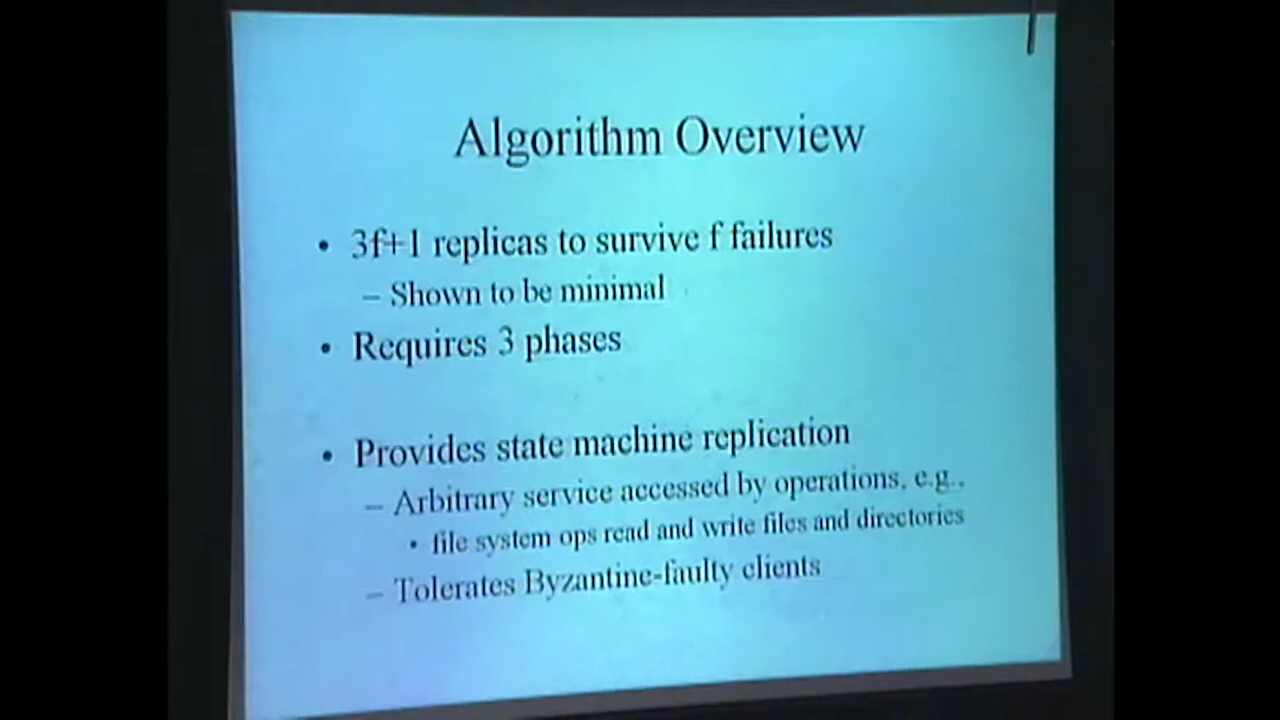 Algorithm Overview
• 3f+1 replicas to survive f failures
– Shown to be minimal
• Requires 3 phases
• Provides state machine replication
– Arbitrary service accessed by operations, e.g.,
• file system ops read and write files and directories
– Tolerates Byzantine-faulty clients